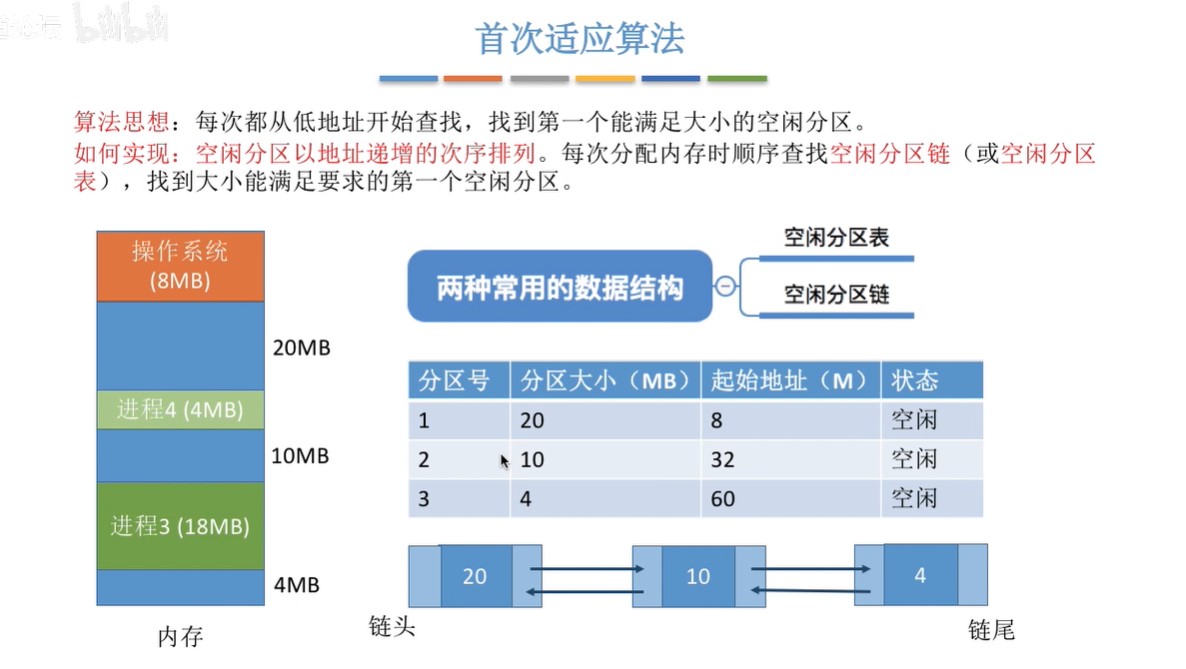 bilibili
首次适应算法
算法思想：每次都从低地址开始查找，找到第一个能满足大小的空闲分区。
如何实现：空闲分区以地址递增的次序排列。每次分配内存时顺序查找空闲分区链（或空闲分区
表），找到大小能满足要求的第一个空闲分区。
操作系统
(8MB)
20MB
进程4 (4MB)
10MB
进程3 (18MB)
4MB
内存
两种常用的数据结构
空闲分区表
空闲分区链
分区号 分区大小（MB） 起始地址（M） 状态
1 20 8 空闲
2 10 32 空闲
3 4 60 空闲
20 10 4
链头
链尾